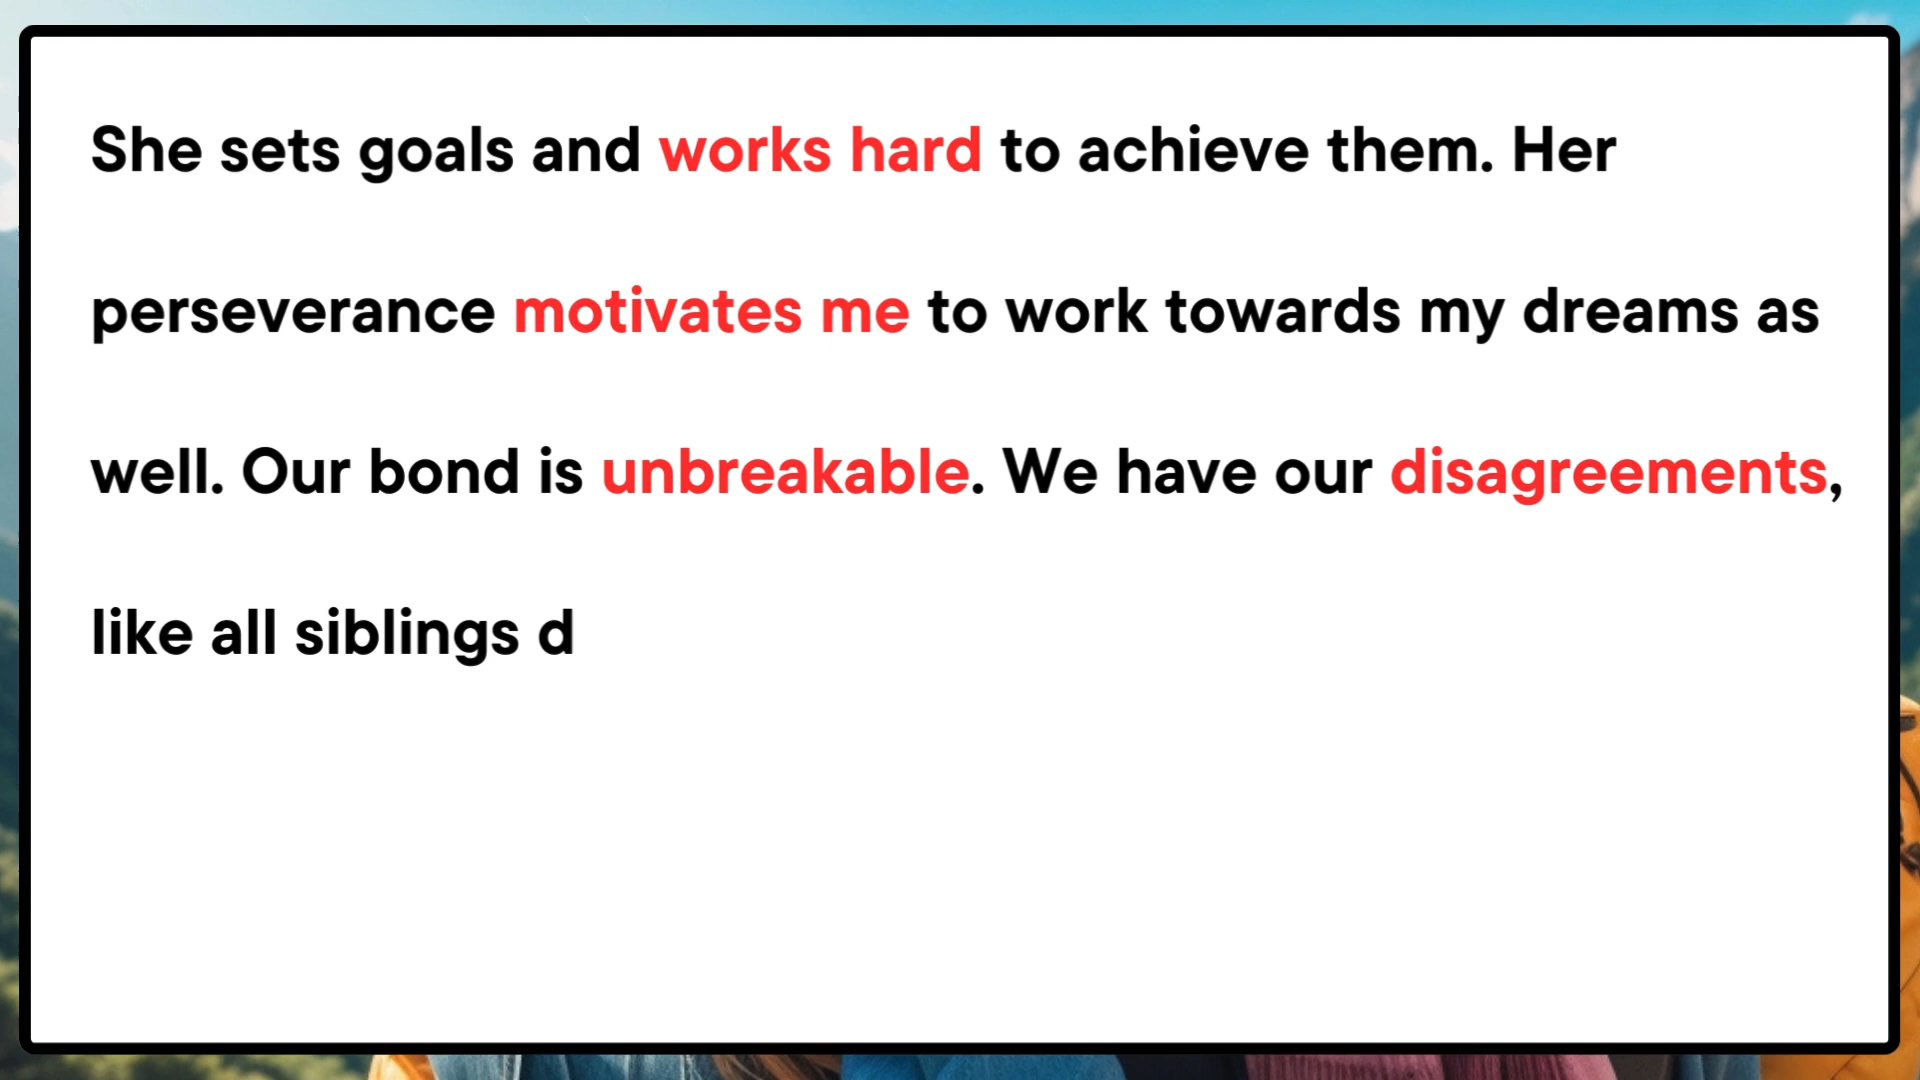 She sets goals and works hard to achieve them. Her
perseverance motivates me to work towards my dreams as
well. Our bond is unbreakable. We have our disagreements,
like all siblings d